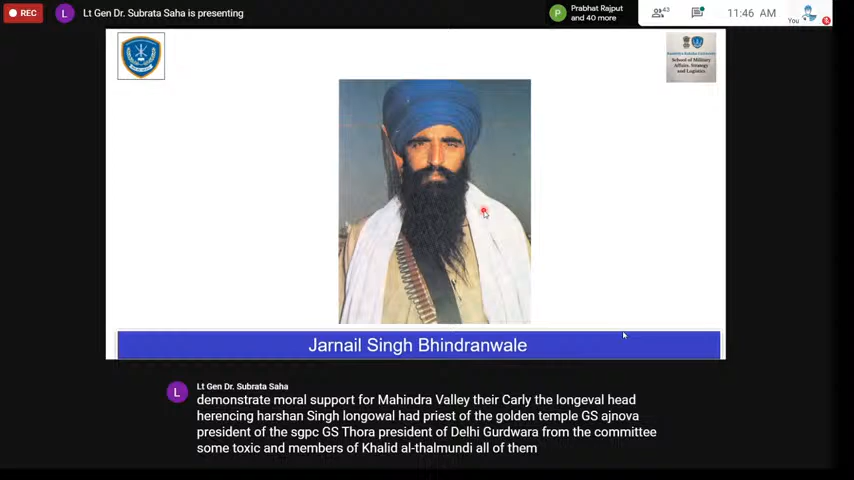 REC
L
Lt Gen Dr. Subrata Saha is presenting
P
Prabhat Rajput
and 40 more
43
11:46 AM
You
School of Military
Affairs, Strategy
and Logistics.
Jarnail Singh Bhindranwale
L
Lt Gen Dr. Subrata Saha
demonstrate moral support for Mahindra Valley their Carly the longeval head
herencing harshan Singh longowal had priest of the golden temple GS ajnova
president of the sgpc GS Thora president of Delhi Gurdwara from the committee
some toxic and members of Khalid al-thalmundi all of them